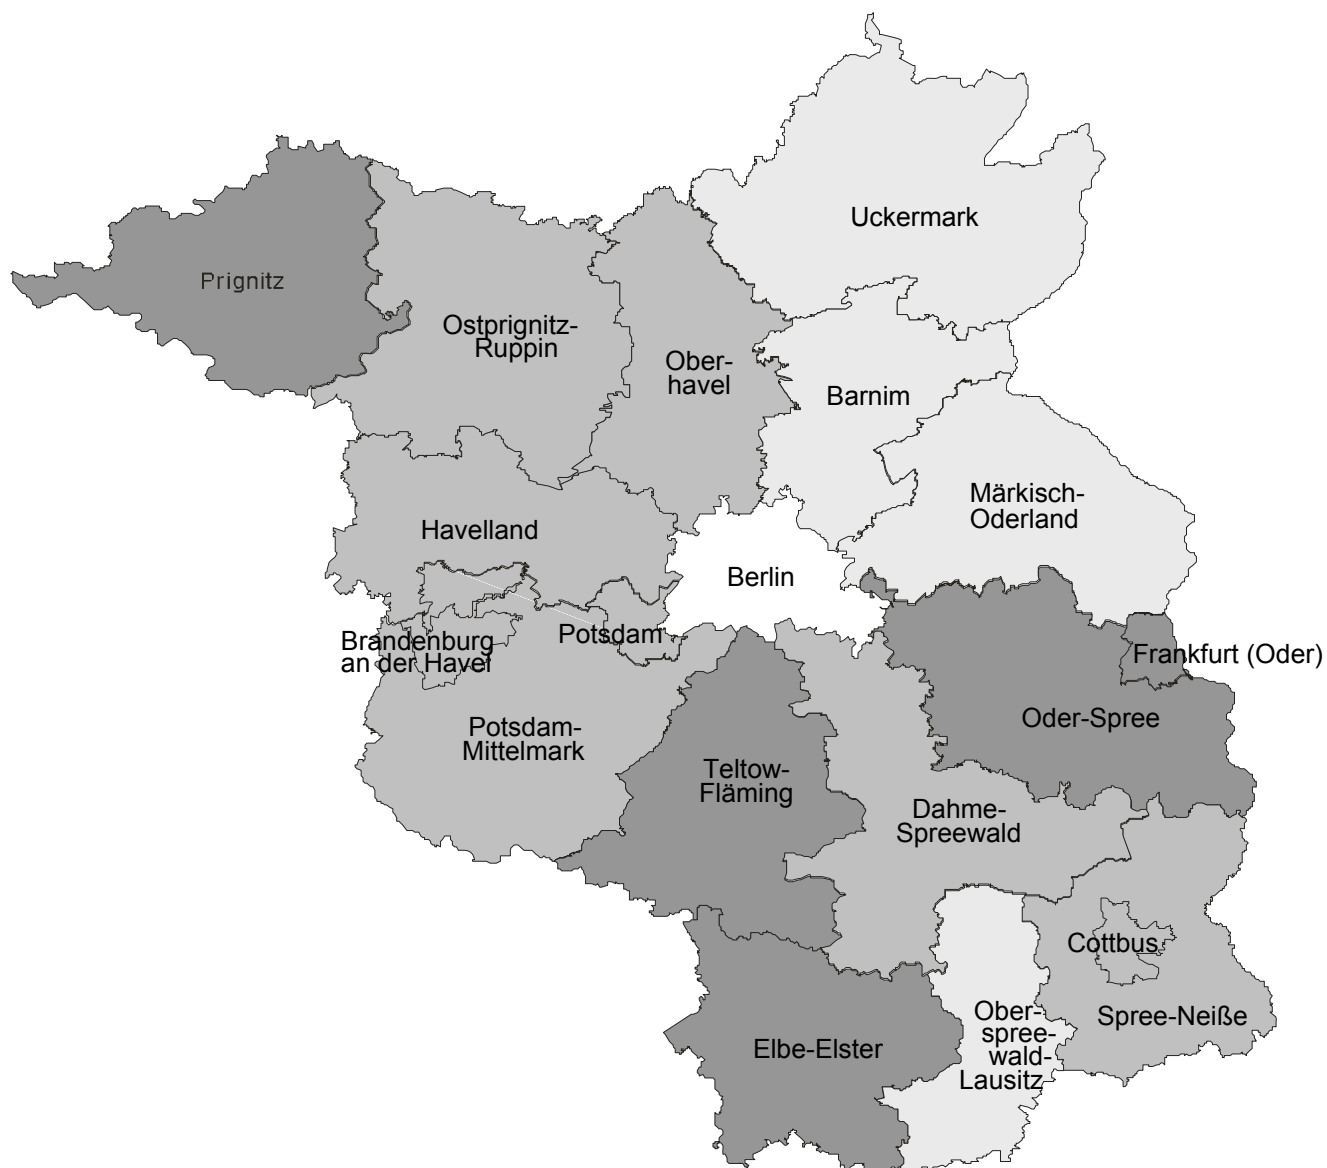 Uckermark
Prignitz
Ostprignitz-
Ruppin
Ober-
havel
Barnim
Märkisch-
Oderland
Havelland
Berlin
Brandenburg
an der Havel
Potsdam
Frankfurt (Oder)
Oder-Spree
Potsdam-
Mittelmark
Teltow-
Fläming
Dahme-
Spreewald
Cottbus
Spree-Neiße
Ober-
spree-
wald-
Lausitz
Elbe-Elster